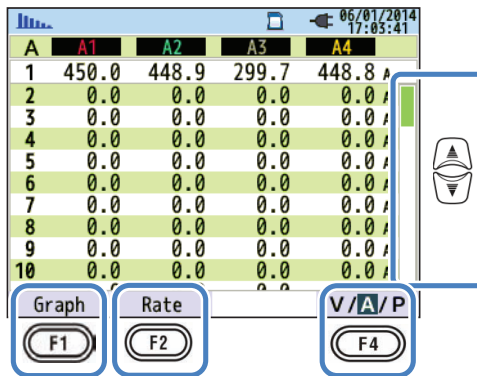 06/01/2014
17:03:41
A A1 A2 A3 A4
1 450.0 448.9 299.7 448.8 A
2 0.0 0.0 0.0 0.0 A
3 0.0 0.0 0.0 0.0 A
4 0.0 0.0 0.0 0.0 A
5 0.0 0.0 0.0 0.0 A
6 0.0 0.0 0.0 0.0 A
7 0.0 0.0 0.0 0.0 A
8 0.0 0.0 0.0 0.0 A
9 0.0 0.0 0.0 0.0 A
10 0.0 0.0 0.0 0.0 A
Graph Rate V/A/P
F1 F2 F4